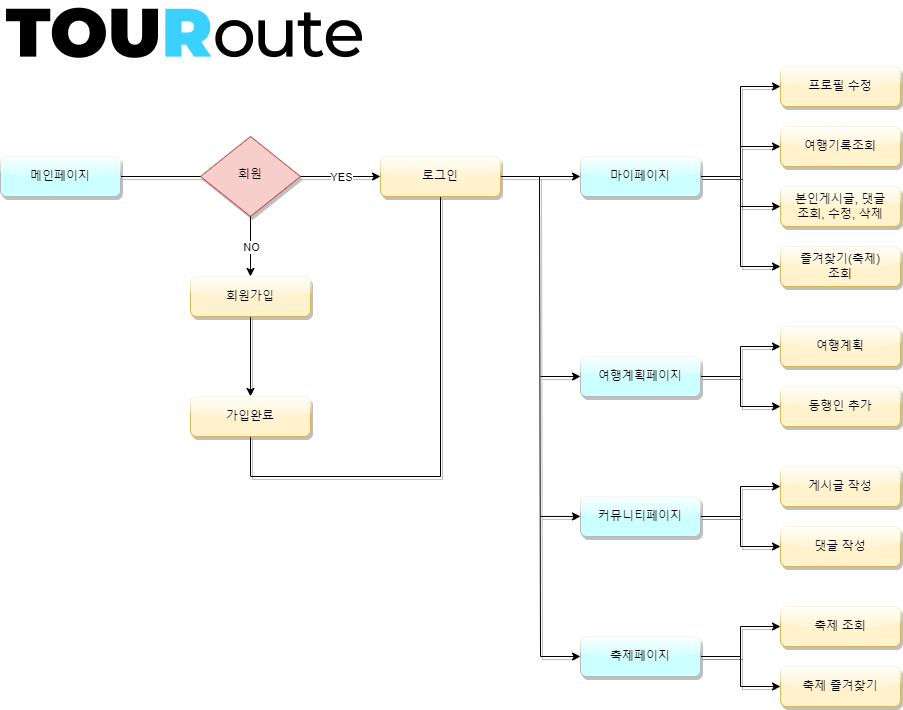 TOURoute
메인페이지
회원
YES
로그인
NO
회원가입
가입완료
마이페이지
프로필 수정
여행기록조회
본인게시글, 댓글
조회, 수정, 삭제
즐겨찾기(축제)
조회
여행계획페이지
여행계획
동행인 추가
커뮤니티페이지
게시글 작성
댓글 작성
축제페이지
축제 조회
축제 즐겨찾기